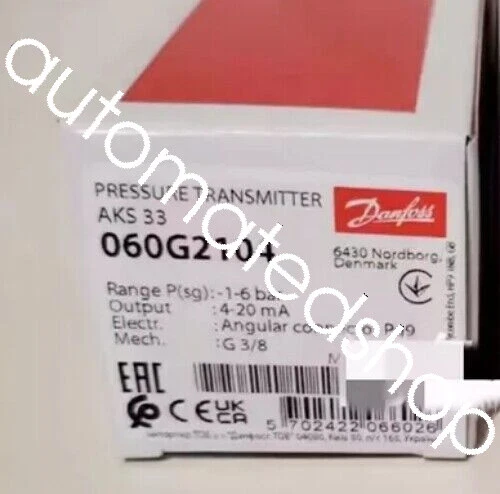 automatedshop
PRESSURE TRANSMITTER
AKS 33
060G2104
Danfoss
6430 Nordborg,
Denmark
Range P(sg) :-1-6 bar
Output :4-20 mA
Electr. :Angular
Mech. :G 3/8
EAC
CE UK CA
5 702422 066026